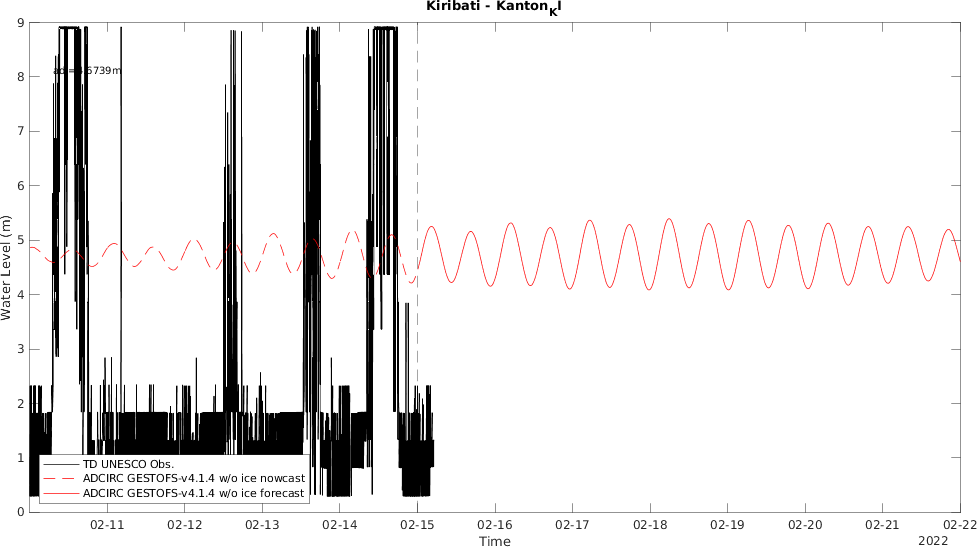 Kiribati - KantonKI
Water Level (m)
9
8
7
6
5
4
3
2
1
0
TD UNESCO Obs.
ADCIRC GESTOFS-v4.1.4 w/o ice nowcast
ADCIRC GESTOFS-v4.1.4 w/o ice forecast
02-11 02-12 02-13 02-14 02-15 02-16 02-17 02-18 02-19 02-20 02-21 02-22
Time
2022